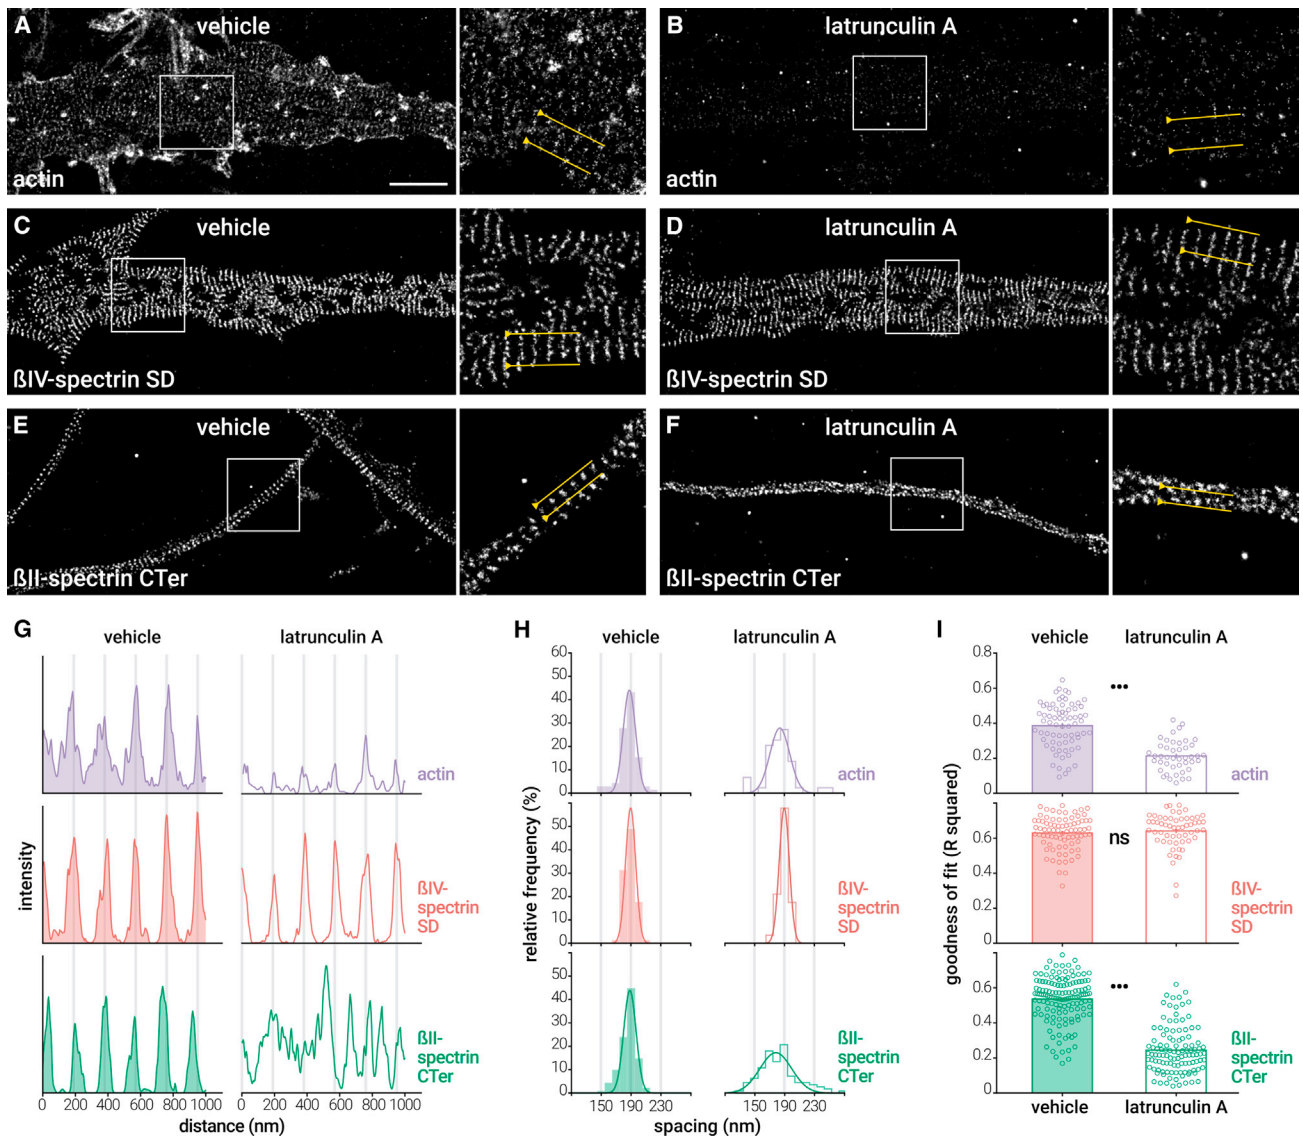 A
vehicle
actin
B
latrunculin A
actin
C
vehicle
ßIV-spectrin SD
D
latrunculin A
ßIV-spectrin SD
E
vehicle
ßII-spectrin CTer
F
latrunculin A
ßII-spectrin CTer
G
vehicle
latrunculin A
intensity
actin
ßIV-
spectrin
SD
ßII-
spectrin
CTer
0 200 400 600 800 1000
0 200 400 600 800 1000
distance (nm)
H
vehicle
latrunculin A
relative frequency (%)
60
50
40
30
20
10
0
actin
50
40
30
20
10
0
ßIV-
spectrin
SD
50
40
30
20
10
0
ßII-
spectrin
CTer
150 190 230
150 190 230
spacing (nm)
I
vehicle
latrunculin A
goodness of fit (R squared)
0.8
0.6
0.4
0.2
0
•••
actin
0.6
0.4
0.2
0
ns
ßIV-
spectrin
SD
0.6
0.4
0.2
0
•••
ßII-
spectrin
CTer
vehicle
latrunculin A